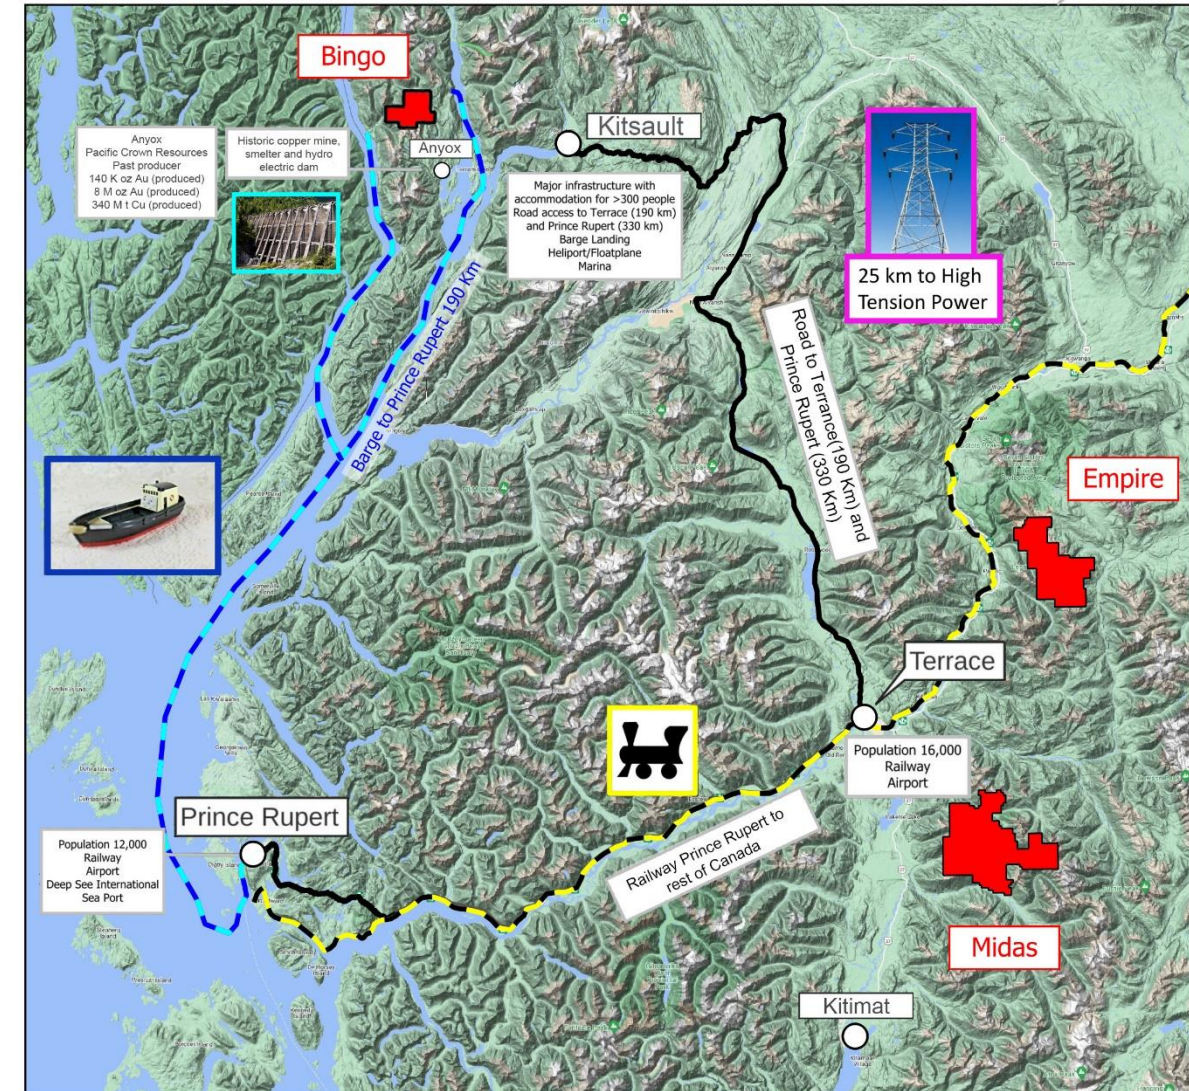 Bingo
Anyox
Pacific Crown Resources
Past producer
140 K oz Au (produced)
8 M oz Au (produced)
340 M t Cu (produced)
Historic copper mine,
smelter and hydro
electric dam
Anyox
Kitsault
Major infrastructure with
accommodation for >300 people
Road access to Terrace (190 km)
and Prince Rupert (330 km)
Barge Landing
Heliport/Floatplane
Marina
25 km to High
Tension Power
Barge to Prince Rupert 190 Km
Road to Terrance(190 Km) and
Prince Rupert (330 Km)
Empire
Terrace
Population 16,000
Railway
Airport
Prince Rupert
Population 12,000
Railway
Airport
Deep See International
Sea Port
Railway Prince Rupert to
rest of Canada
Midas
Kitimat